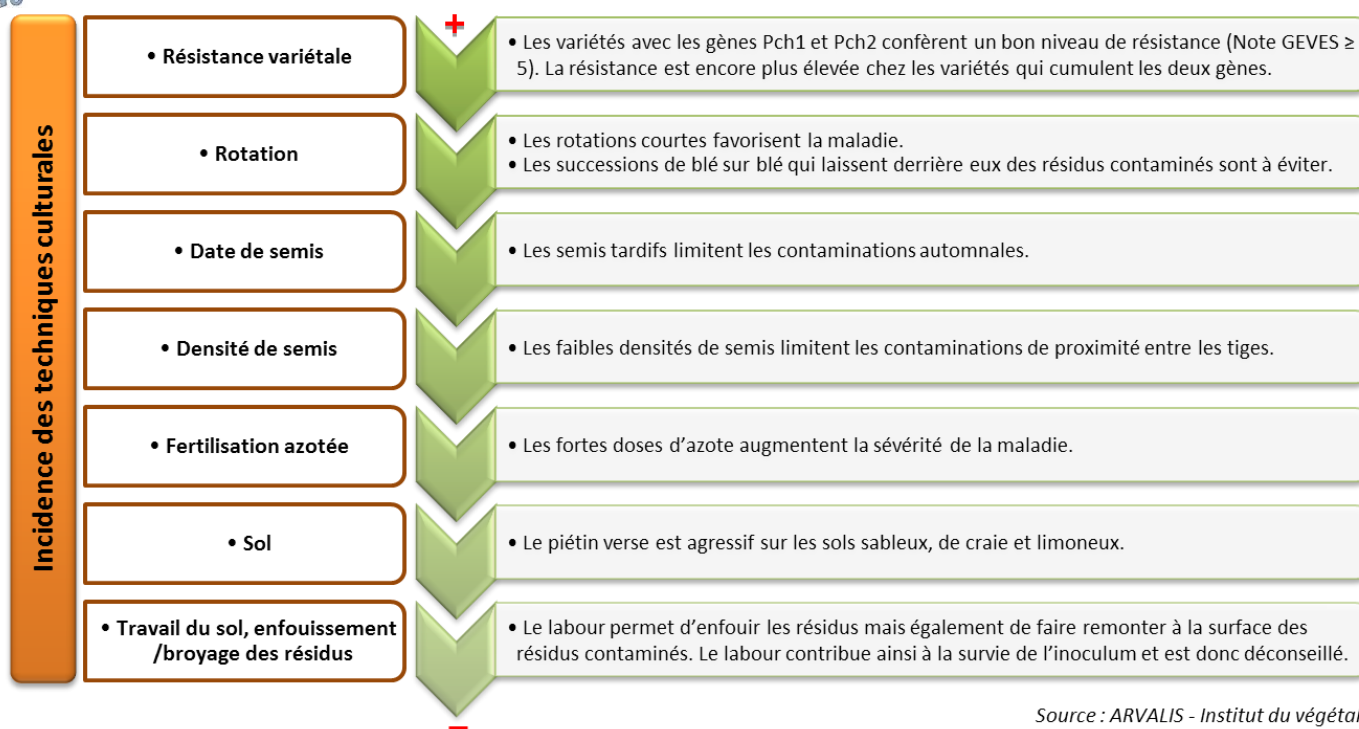 Incidence des techniques culturales
+
• Résistance variétale
• Les variétés avec les gènes Pch1 et Pch2 confèrent un bon niveau de résistance (Note GEVES ≥
5). La résistance est encore plus élevée chez les variétés qui cumulent les deux gènes.
• Rotation
• Les rotations courtes favorisent la maladie.
• Les successions de blé sur blé qui laissent derrière eux des résidus contaminés sont à éviter.
• Date de semis
• Les semis tardifs limitent les contaminations automnales.
• Densité de semis
• Les faibles densités de semis limitent les contaminations de proximité entre les tiges.
• Fertilisation azotée
• Les fortes doses d’azote augmentent la sévérité de la maladie.
• Sol
• Le piétin verse est agressif sur les sols sableux, de craie et limoneux.
• Travail du sol, enfouissement
/broyage des résidus
• Le labour permet d’enfouir les résidus mais également de faire remonter à la surface des
résidus contaminés. Le labour contribue ainsi à la survie de l’inoculum et est donc déconseillé.
–
Source : ARVALIS - Institut du végétal